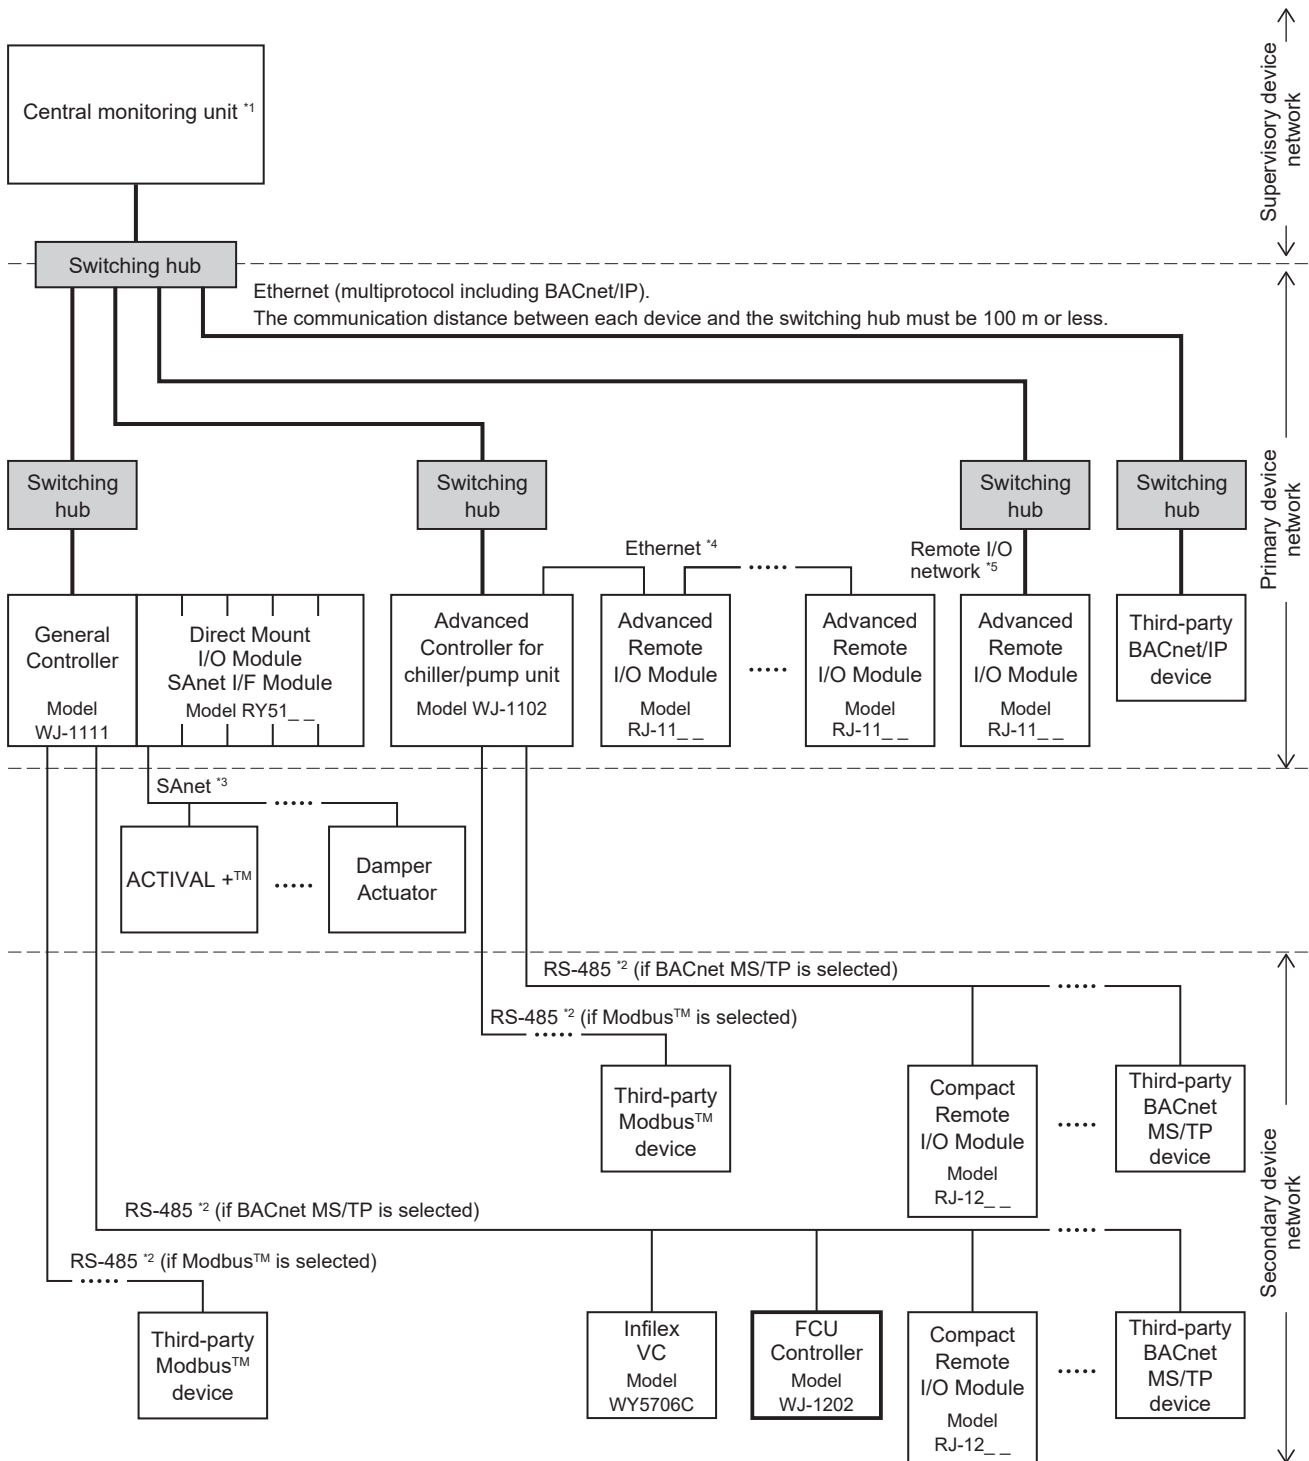 Supervisory device
network
Central monitoring unit *1
Switching hub
Ethernet (multiprotocol including BACnet/IP).
The communication distance between each device and the switching hub must be 100 m or less.
Primary device
network
Switching
hub
Switching
hub
Switching
hub
Switching
hub
Ethernet *4
Remote I/O
network *5
General
Controller
Model
WJ-1111
Direct Mount
I/O Module
SAnet I/F Module
Model RY51_ _
Advanced
Controller for
chiller/pump unit
Model WJ-1102
Advanced
Remote
I/O Module
Model
RJ-11_ _
Advanced
Remote
I/O Module
Model
RJ-11_ _
Advanced
Remote
I/O Module
Model
RJ-11_ _
Third-party
BACnet/IP
device
SAnet *3
ACTIVAL +TM
Damper
Actuator
RS-485 *2 (if BACnet MS/TP is selected)
RS-485 *2 (if Modbus™ is selected)
Third-party
Modbus™
device
Compact
Remote
I/O Module
Model
RJ-12_ _
Third-party
BACnet
MS/TP
device
Secondary device
network
RS-485 *2 (if BACnet MS/TP is selected)
RS-485 *2 (if Modbus™ is selected)
Third-party
Modbus™
device
Infilex
VC
Model
WY5706C
FCU
Controller
Model
WJ-1202
Compact
Remote
I/O Module
Model
RJ-12_ _
Third-party
BACnet
MS/TP
device